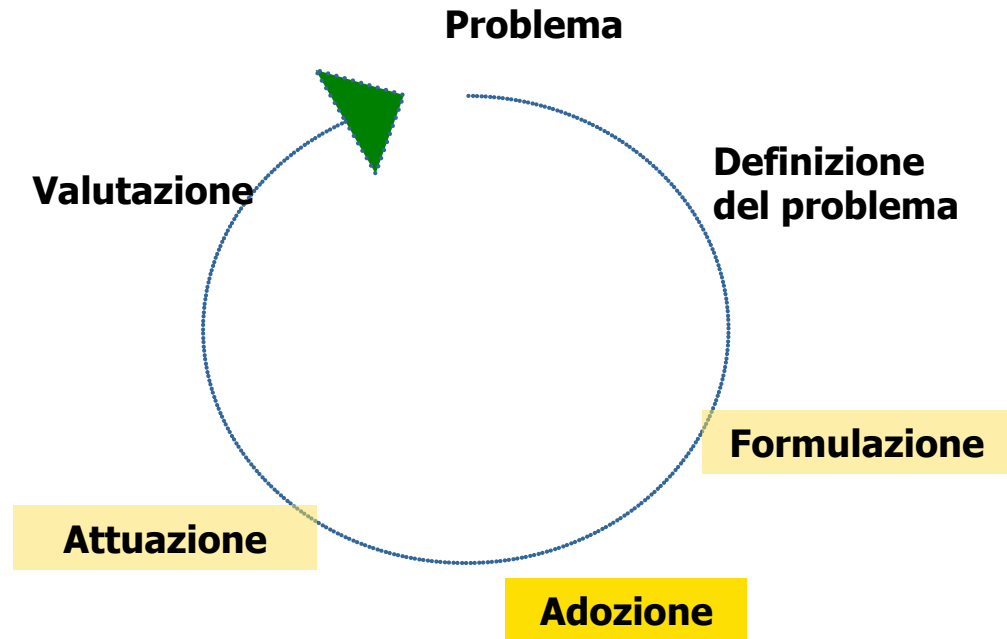 Problema
Definizione
del problema
Formulazione
Adozione
Attuazione
Valutazione